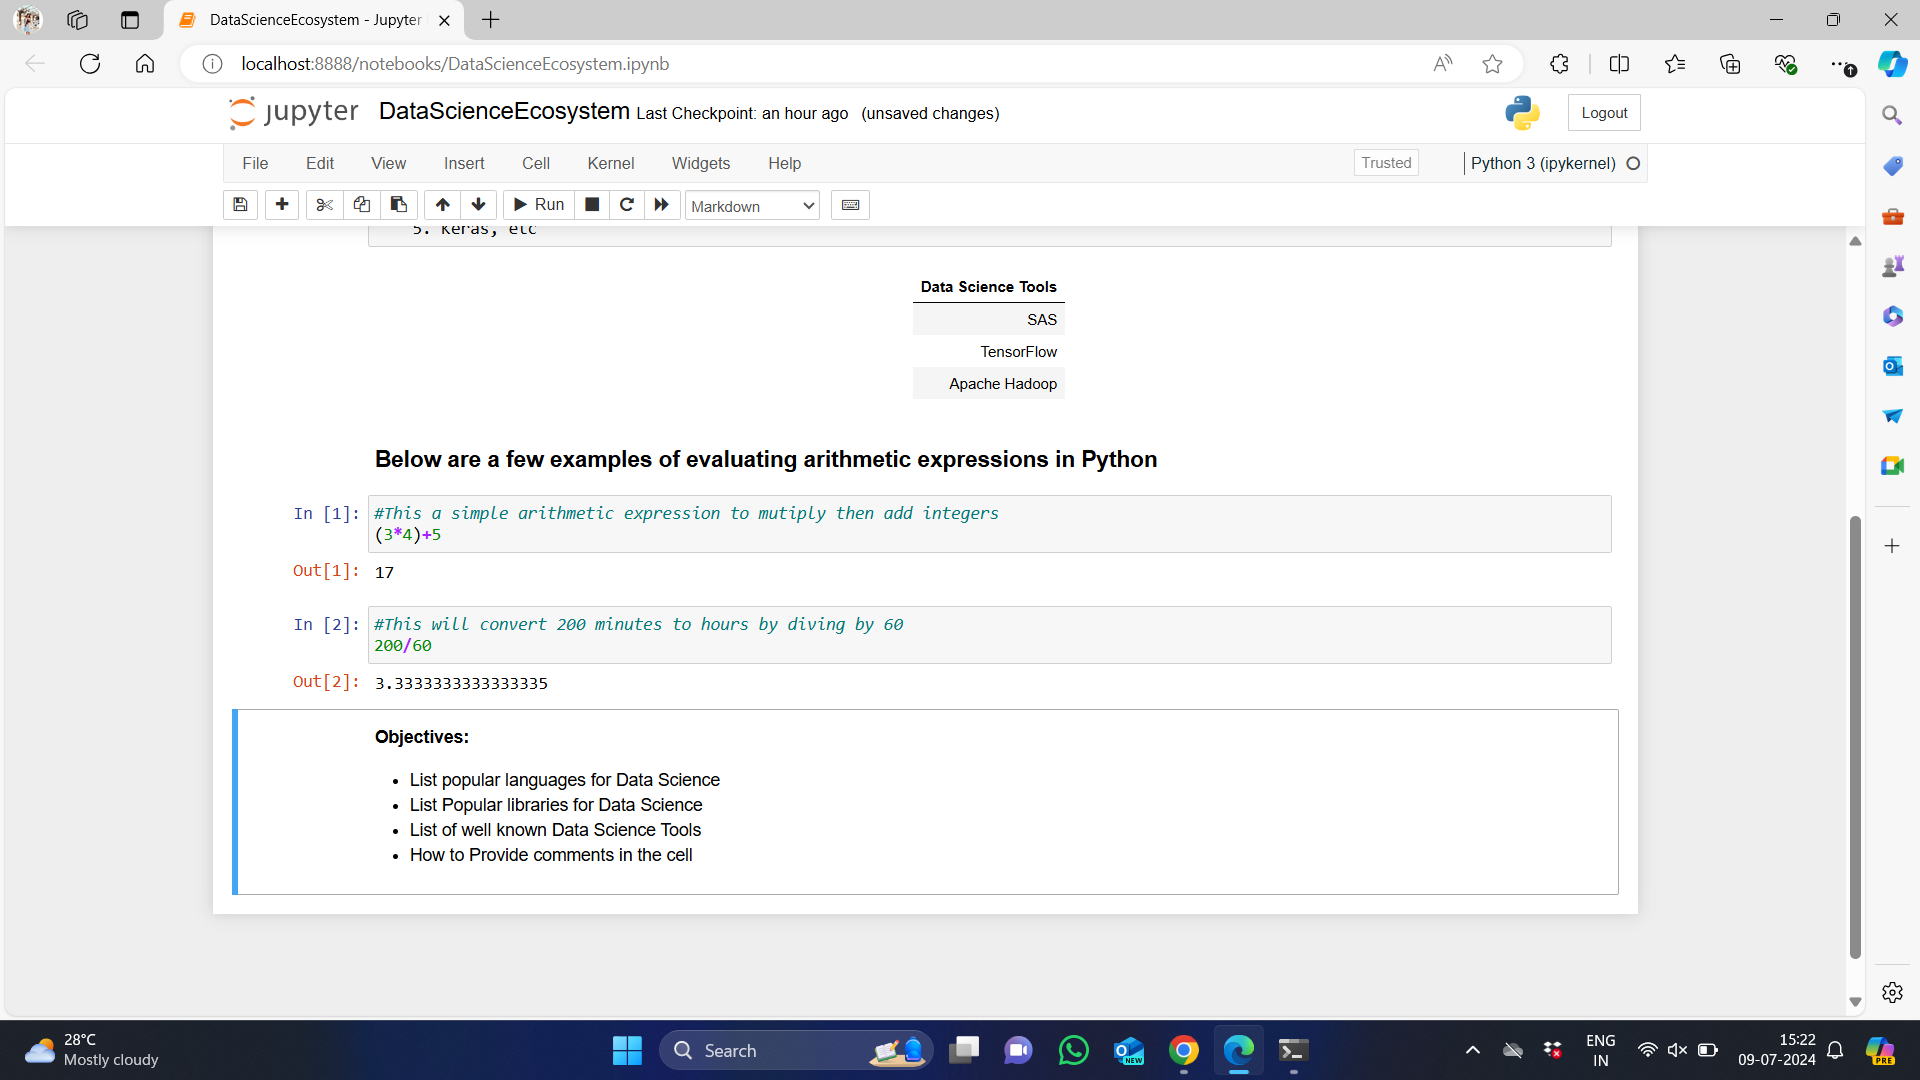 DataScienceEcosystem - Jupyter
localhost:8888/notebooks/DataScienceEcosystem.ipynb
jupyter DataScienceEcosystem Last Checkpoint: an hour ago (unsaved changes)
Logout
File Edit View Insert Cell Kernel Widgets Help
Trusted Python 3 (ipykernel)
Run Markdown
5. keras, etc
Data Science Tools
SAS
TensorFlow
Apache Hadoop
Below are a few examples of evaluating arithmetic expressions in Python
In [1]: #This a simple arithmetic expression to mutiply then add integers
(3*4)+5
Out[1]: 17
In [2]: #This will convert 200 minutes to hours by diving by 60
200/60
Out[2]: 3.3333333333333335
Objectives:
• List popular languages for Data Science
• List Popular libraries for Data Science
• List of well known Data Science Tools
• How to Provide comments in the cell
28°C
Mostly cloudy
Search
NEW
ENG
IN
15:22
09-07-2024
PRE